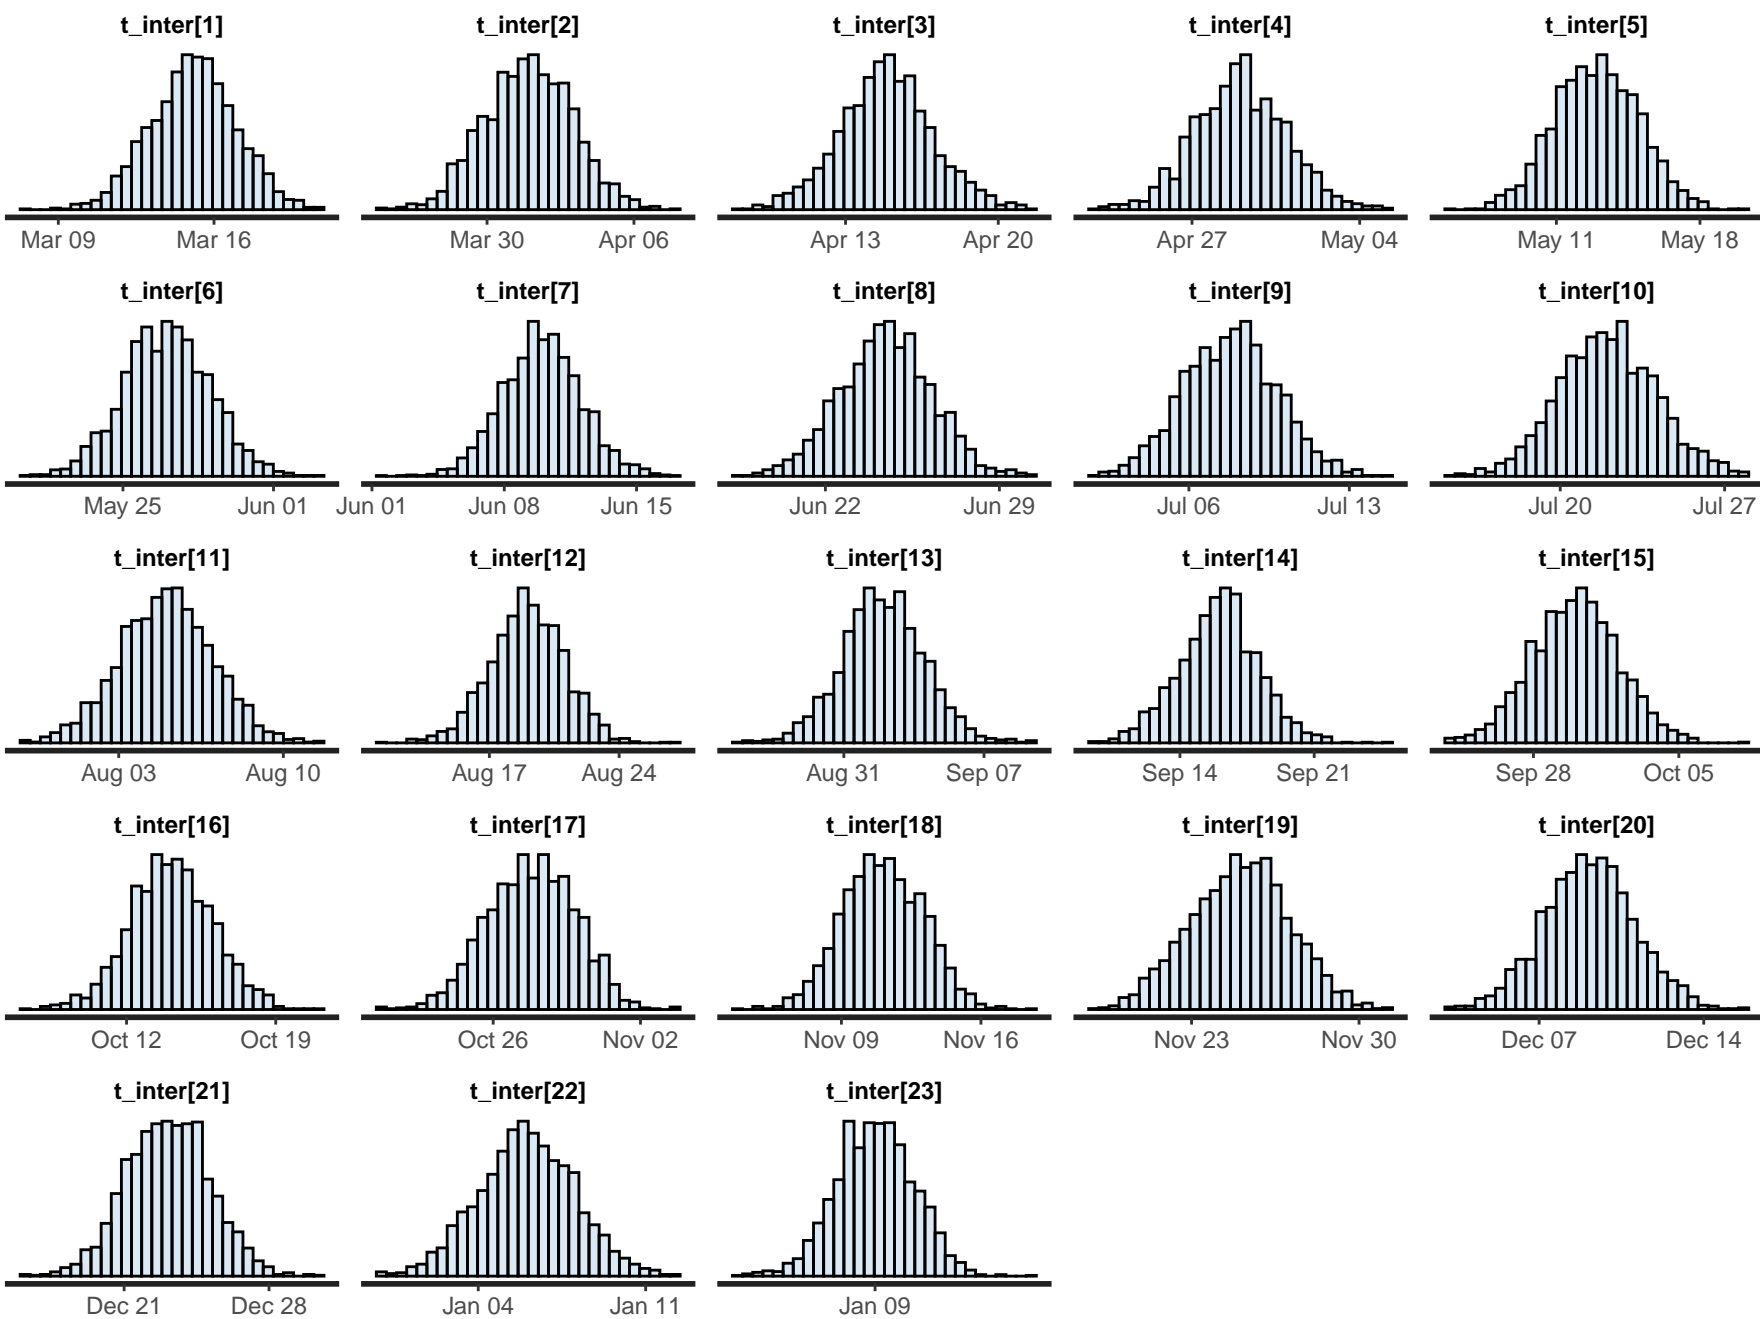 t_inter[1] t_inter[2] t_inter[3] t_inter[4] t_inter[5]
Mar 09 Mar 16 Mar 30 Apr 06 Apr 13 Apr 20 Apr 27 May 04 May 11 May 18
t_inter[6] t_inter[7] t_inter[8] t_inter[9] t_inter[10]
May 25 Jun 01 Jun 01 Jun 08 Jun 15 Jun 22 Jun 29 Jul 06 Jul 13 Jul 20 Jul 27
t_inter[11] t_inter[12] t_inter[13] t_inter[14] t_inter[15]
Aug 03 Aug 10 Aug 17 Aug 24 Aug 31 Sep 07 Sep 14 Sep 21 Sep 28 Oct 05
t_inter[16] t_inter[17] t_inter[18] t_inter[19] t_inter[20]
Oct 12 Oct 19 Oct 26 Nov 02 Nov 09 Nov 16 Nov 23 Nov 30 Dec 07 Dec 14
t_inter[21] t_inter[22] t_inter[23]
Dec 21 Dec 28 Jan 04 Jan 11 Jan 09